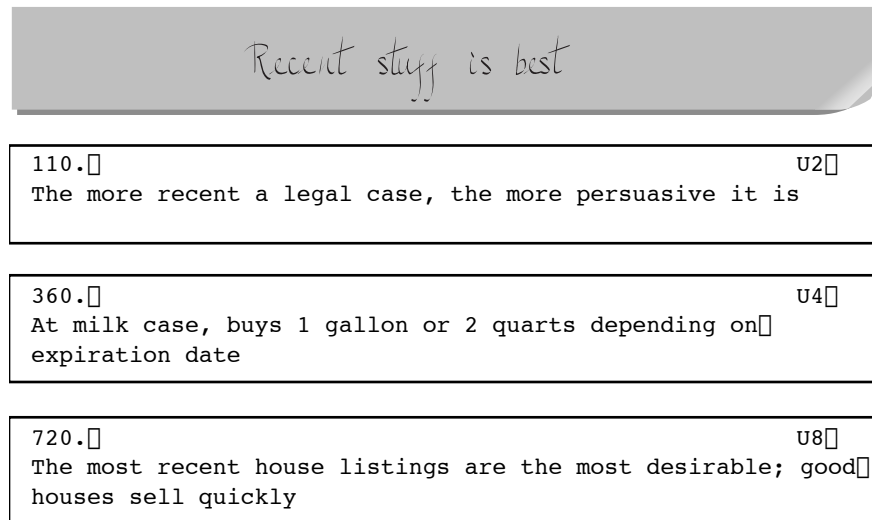 Recent stuff is best
110. U2
The more recent a legal case, the more persuasive it is
360. U4
At milk case, buys 1 gallon or 2 quarts depending on
expiration date
720. U8
The most recent house listings are the most desirable; good
houses sell quickly